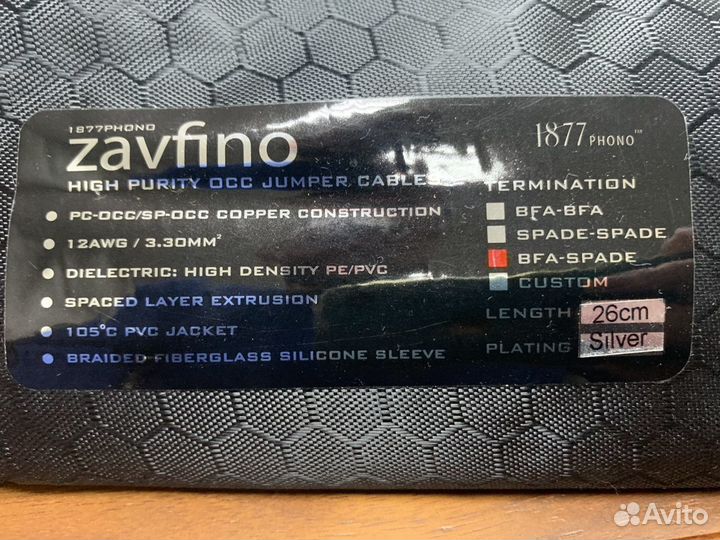 1877PHONO
zavfino
HIGH PURITY OCC JUMPER CABLES
PC-OCC/SP-OCC COPPER CONSTRUCTION
12AWG / 3.30MM²
DIELECTRIC: HIGH DENSITY PE/PVC
SPACED LAYER EXTRUSION
105°C PVC JACKET
BRAIDED FIBERGLASS SILICONE SLEEVE
1877 PHONO™
TERMINATION
BFA-BFA
SPADE-SPADE
BFA-SPADE
CUSTOM
LENGTH 26cm
PLATING Silver
Avito